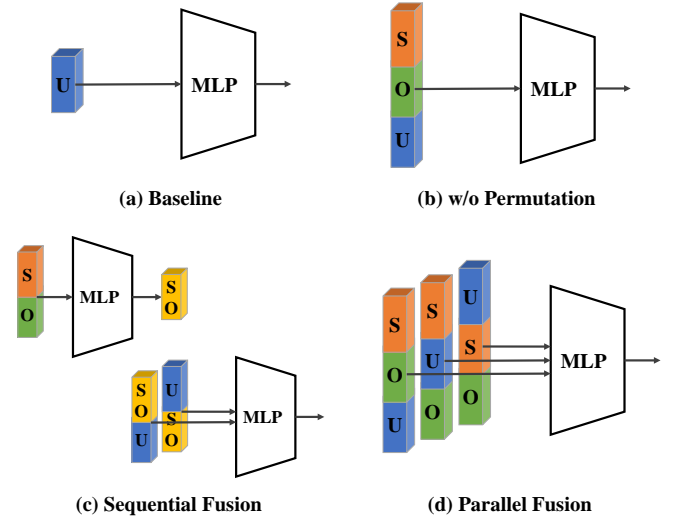 U
MLP
(a) Baseline
S
O
U
MLP
(b) w/o Permutation
S
O
MLP
S
O
S
O
U
U
S
O
MLP
(c) Sequential Fusion
S
O
U
S
U
O
U
S
O
MLP
(d) Parallel Fusion